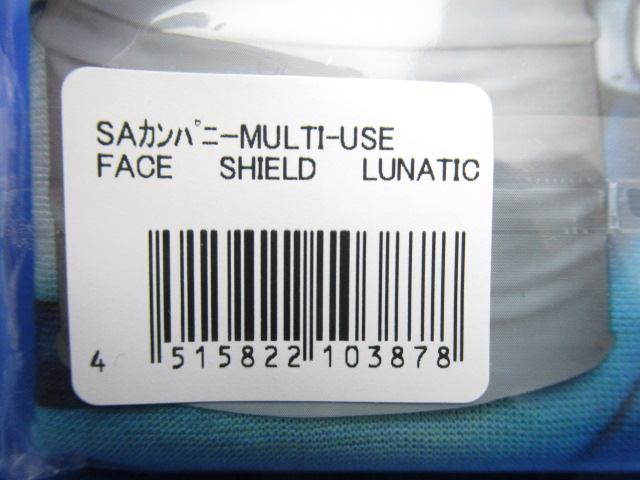 SAｶﾝﾊﾟﾆｰMULTI-USE
FACE SHIELD LUNATIC
4 515822 103878